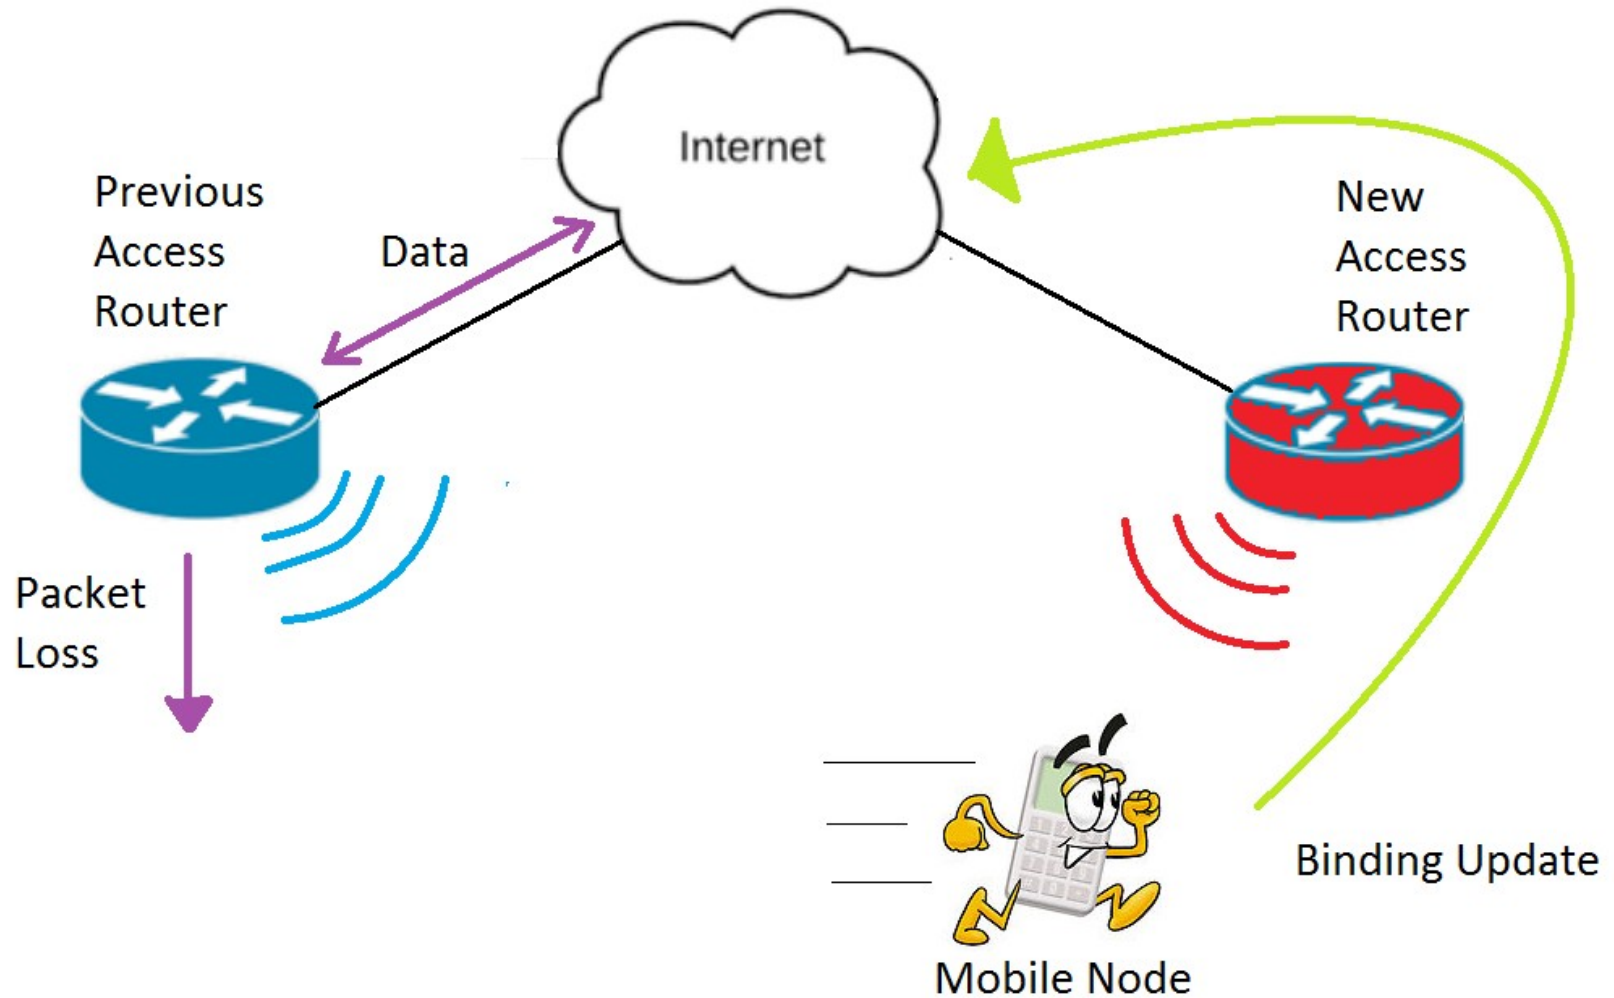 Internet
Previous
Access
Router
Data
New
Access
Router
Packet
Loss
Binding Update
Mobile Node